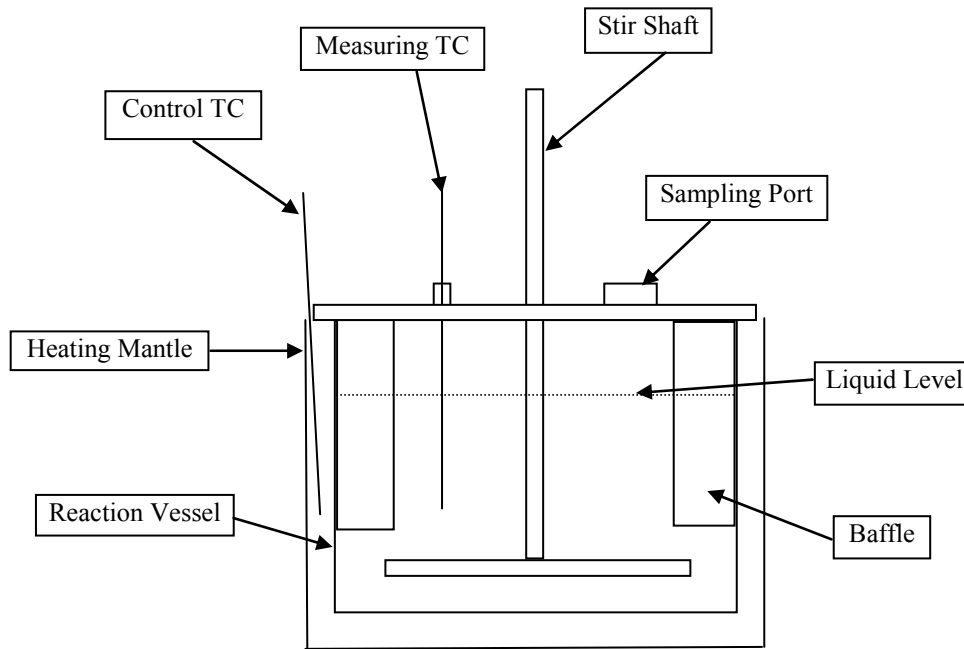 Stir Shaft
Measuring TC
Control TC
Sampling Port
Heating Mantle
Liquid Level
Reaction Vessel
Baffle